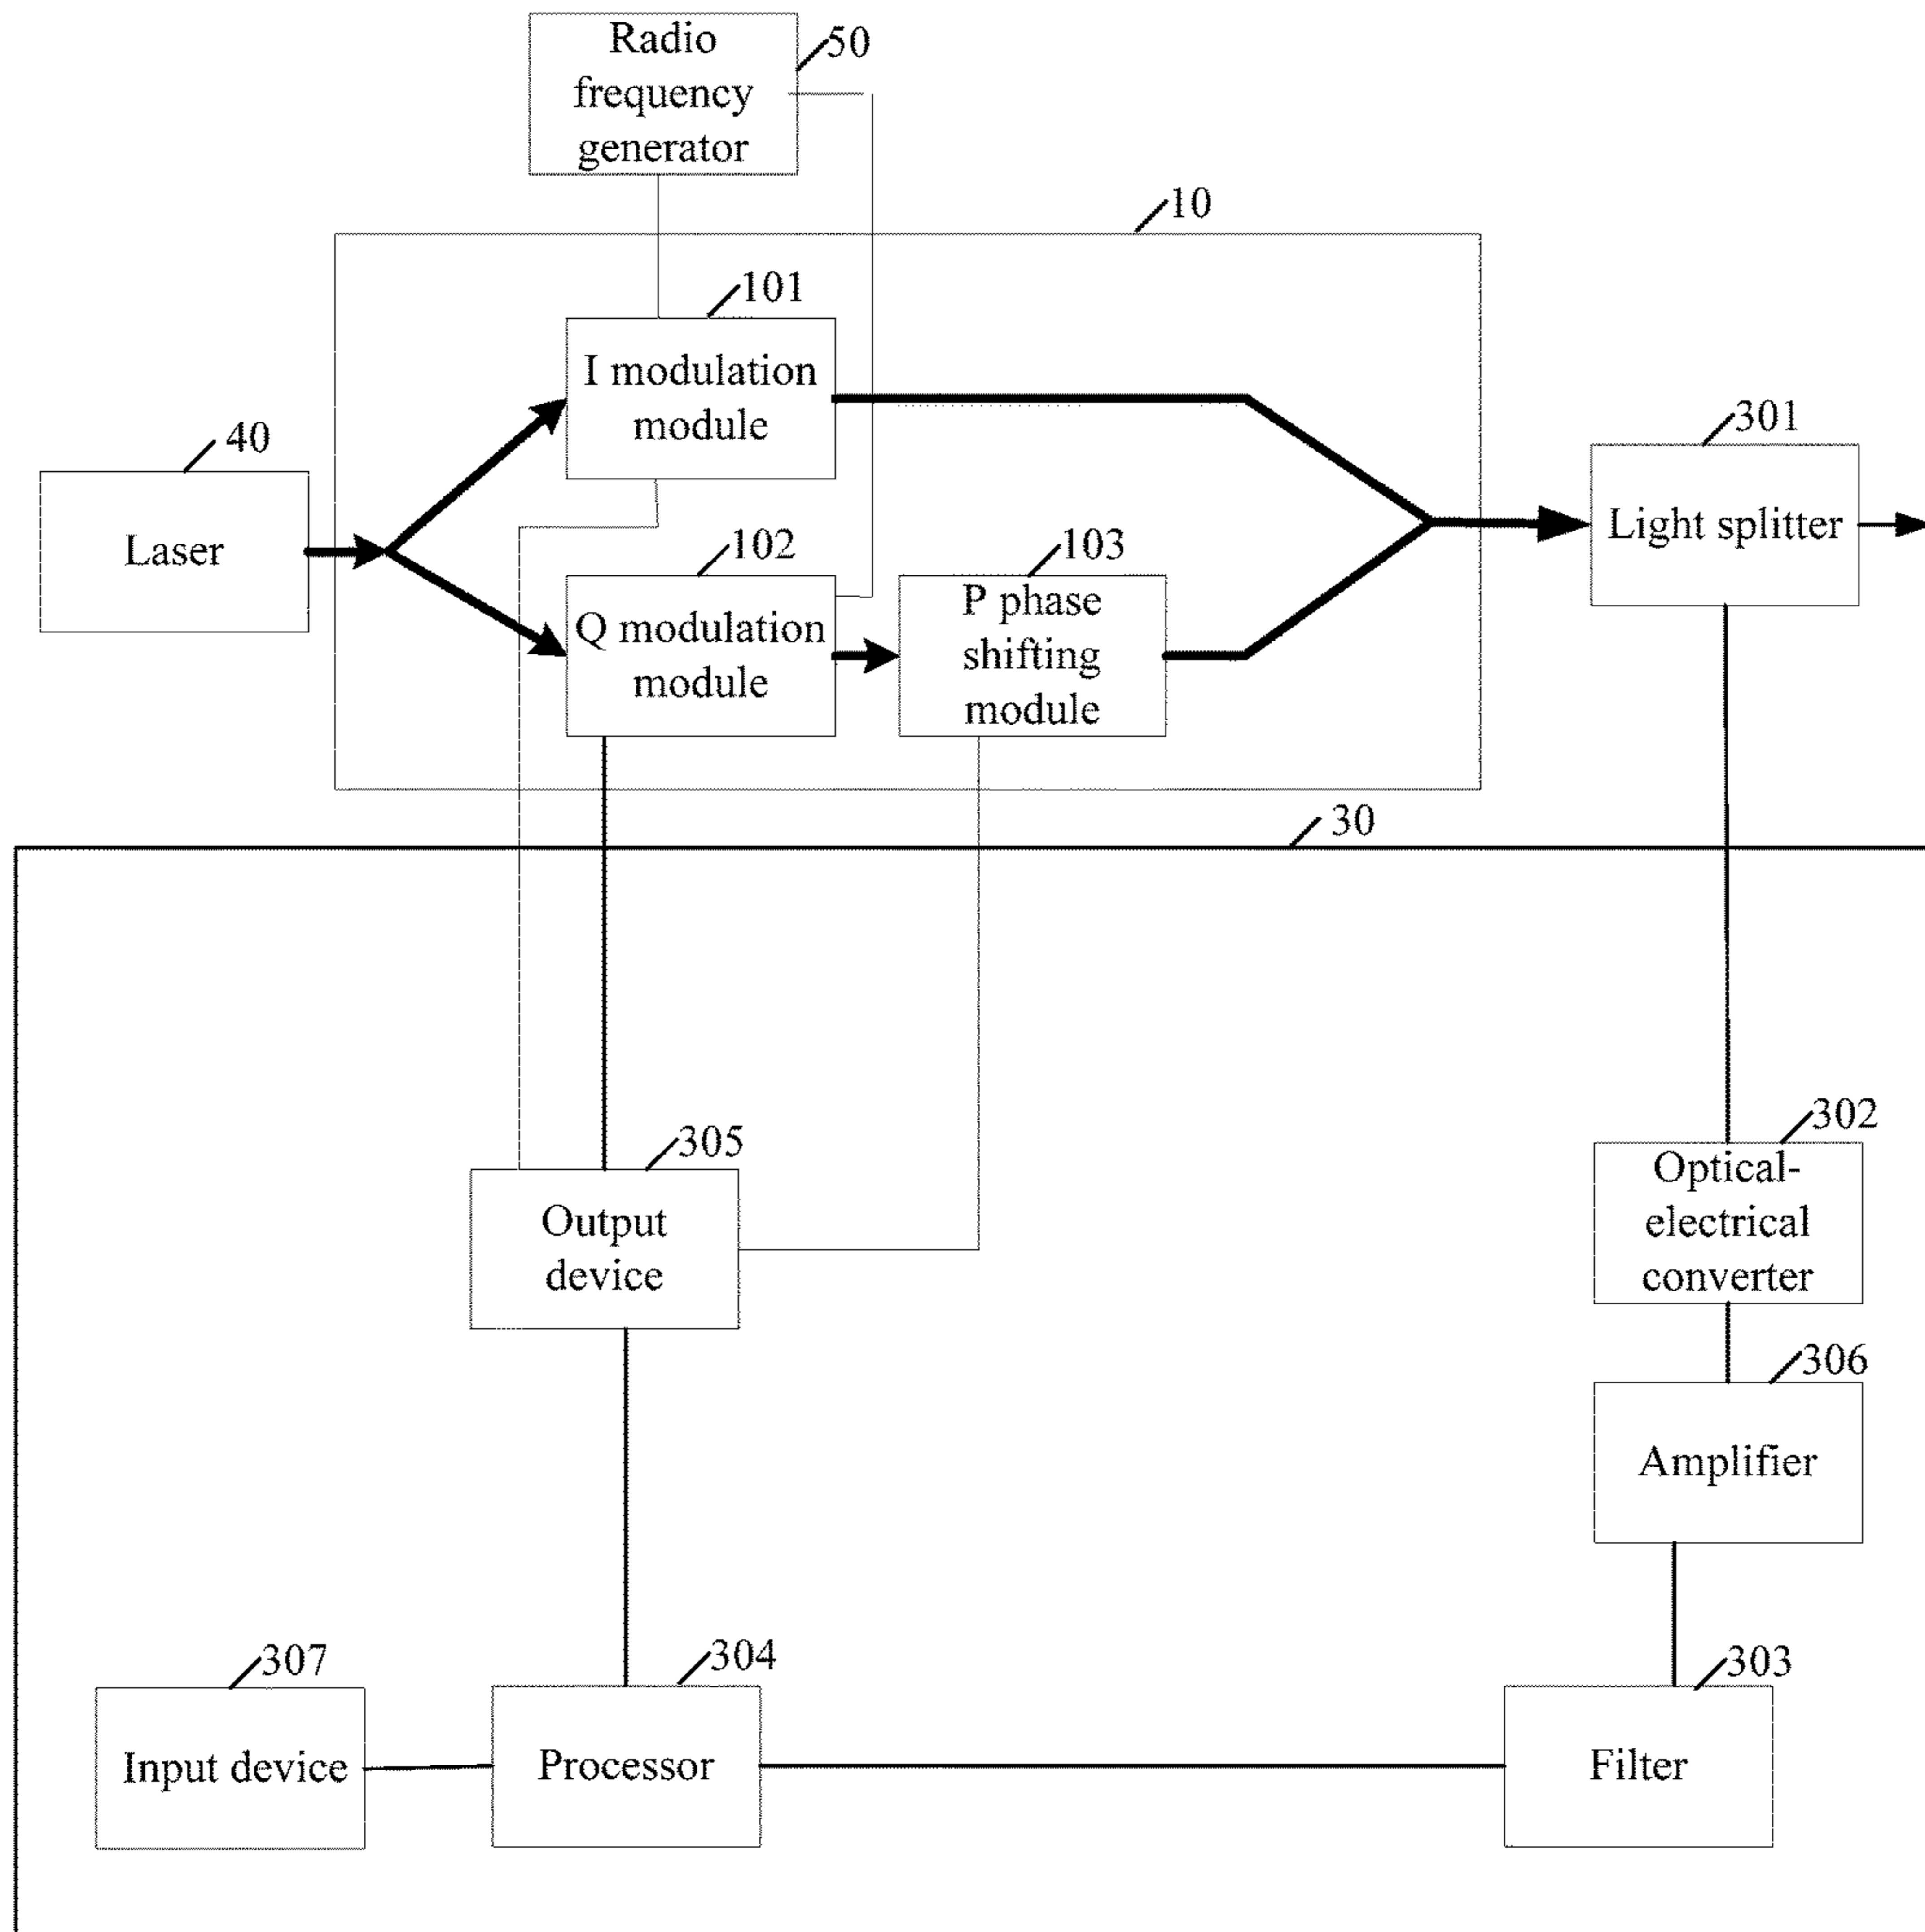 Radio
frequency
generator
50
10
101
I modulation
module
40
Laser
301
Light splitter
102
Q modulation
module
103
P phase
shifting
module
30
305
Output
device
302
Optical-
electrical
converter
306
Amplifier
307
Input device
304
Processor
303
Filter